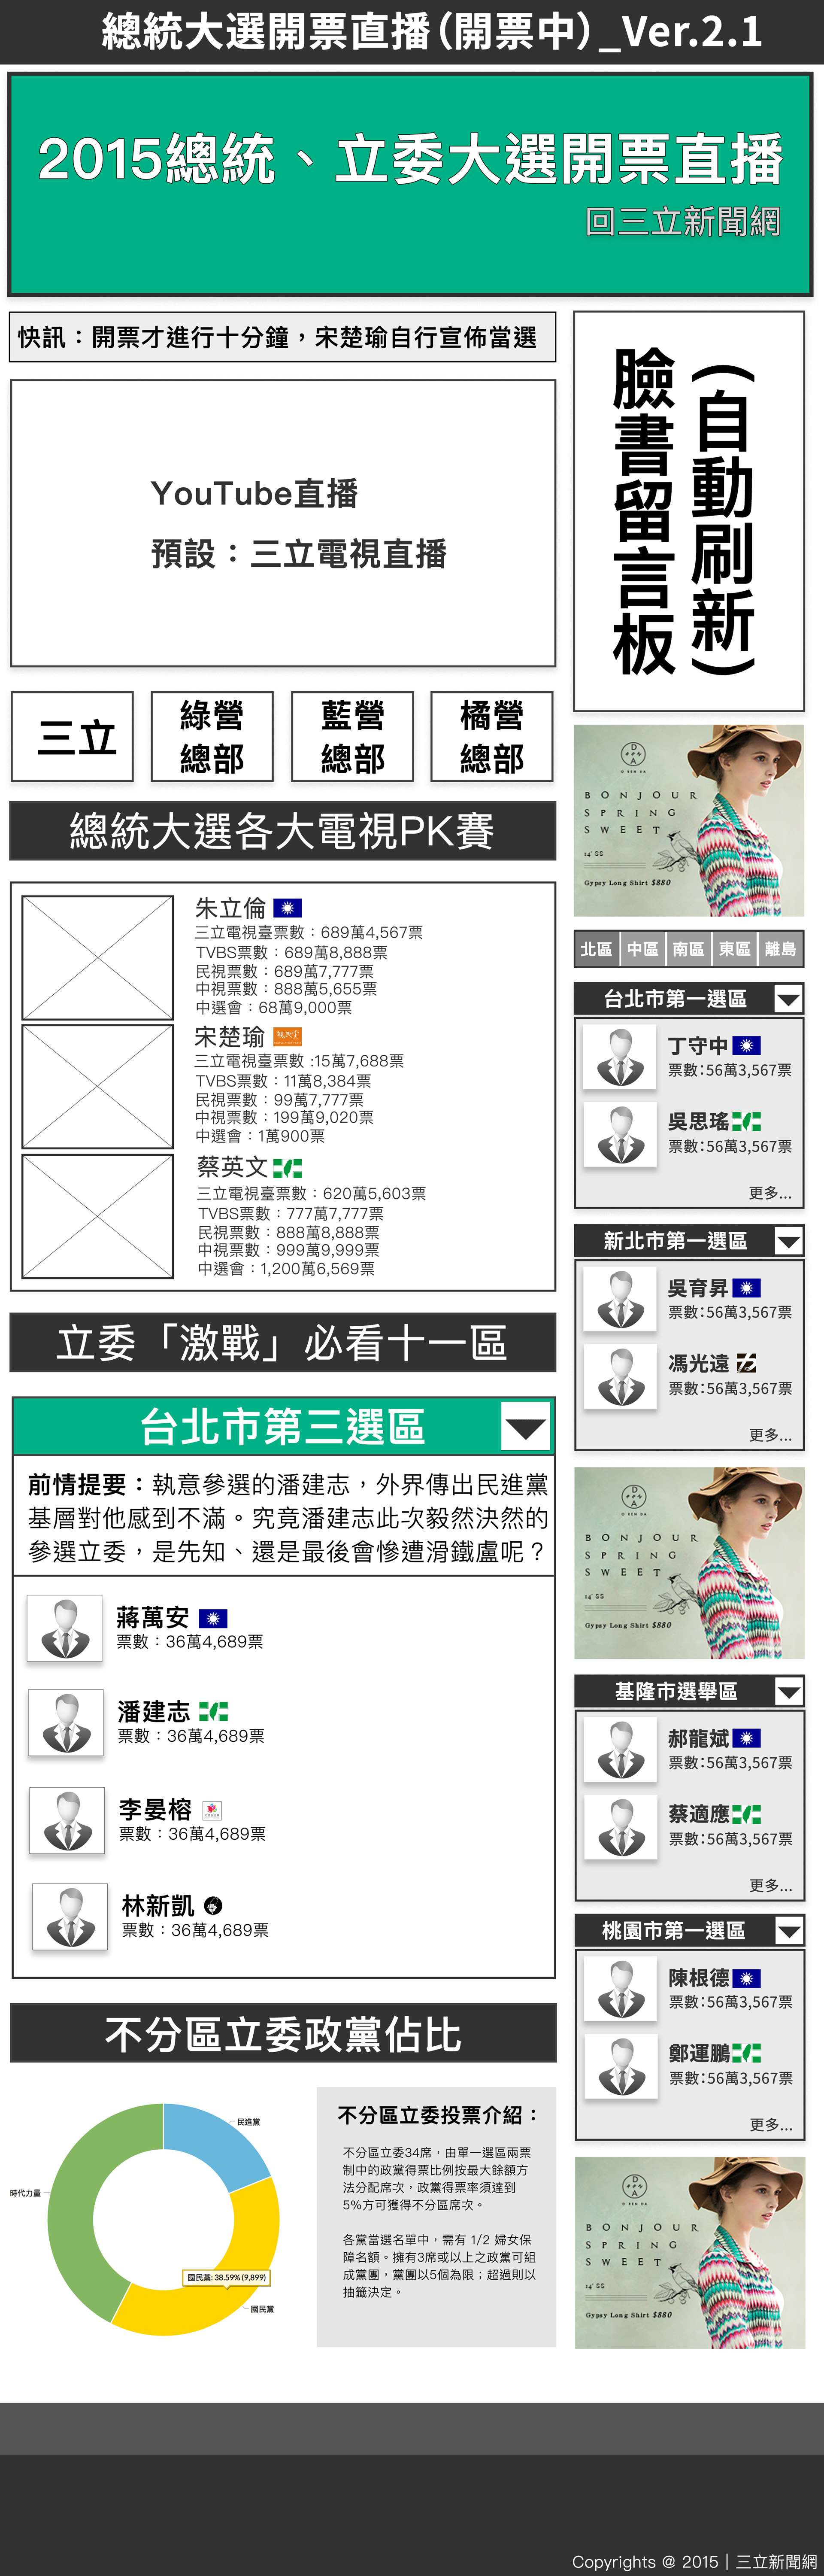 總統大選開票直播(開票中)_Ver.2.1
2015總統、立委大選開票直播
回三立新聞網
快訊：開票才進行十分鐘，宋楚瑜自行宣佈當選
YouTube直播
預設：三立電視直播
三立
綠營
總部
藍營
總部
橘營
總部
總統大選各大電視PK賽
朱立倫
三立電視臺票數：689萬4,567票
TVBS票數：689萬8,888票
民視票數：689萬7,777票
中視票數：888萬5,655票
中選會：68萬9,000票
宋楚瑜
三立電視臺票數 :15萬7,688票
TVBS票數：11萬8,384票
民視票數：99萬7,777票
中視票數：199萬9,020票
中選會：1萬900票
蔡英文
三立電視臺票數：620萬5,603票
TVBS票數：777萬7,777票
民視票數：888萬8,888票
中視票數：999萬9,999票
中選會：1,200萬6,569票
立委「激戰」必看十一區
台北市第三選區
前情提要：執意參選的潘建志，外界傳出民進黨
基層對他感到不滿。究竟潘建志此次毅然決然的
參選立委，是先知、還是最後會慘遭滑鐵盧呢？
蔣萬安
票數：36萬4,689票
潘建志
票數：36萬4,689票
李晏榕
票數：36萬4,689票
林新凱
票數：36萬4,689票
不分區立委政黨佔比
民進黨
時代力量
國民黨: 38.59% (9,899)
國民黨
不分區立委投票介紹：
不分區立委34席，由單一選區兩票
制中的政黨得票比例按最大餘額方
法分配席次，政黨得票率須達到
5%方可獲得不分區席次。
各黨當選名單中，需有 1/2 婦女保
障名額。擁有3席或以上之政黨可組
成黨團，黨團以5個為限；超過則以
抽籤決定。
(自動刷新)
臉書留言板
D
A
D SEN DA
BONJOUR
SPRING
SWEET
14' SS
Gypsy Long Shirt $880
北區
中區
南區
東區
離島
台北市第一選區
丁守中
票數:56萬3,567票
吳思瑤
票數:56萬3,567票
更多...
新北市第一選區
吳育昇
票數:56萬3,567票
馮光遠
票數:56萬3,567票
更多...
D
A
D SEN DA
BONJOUR
SPRING
SWEET
14' SS
Gypsy Long Shirt $880
基隆市選舉區
郝龍斌
票數:56萬3,567票
蔡適應
票數:56萬3,567票
更多...
桃園市第一選區
陳根德
票數:56萬3,567票
鄭運鵬
票數:56萬3,567票
更多...
D
A
D SEN DA
BONJOUR
SPRING
SWEET
14' SS
Gypsy Long Shirt $880
Copyrights @ 2015｜三立新聞網